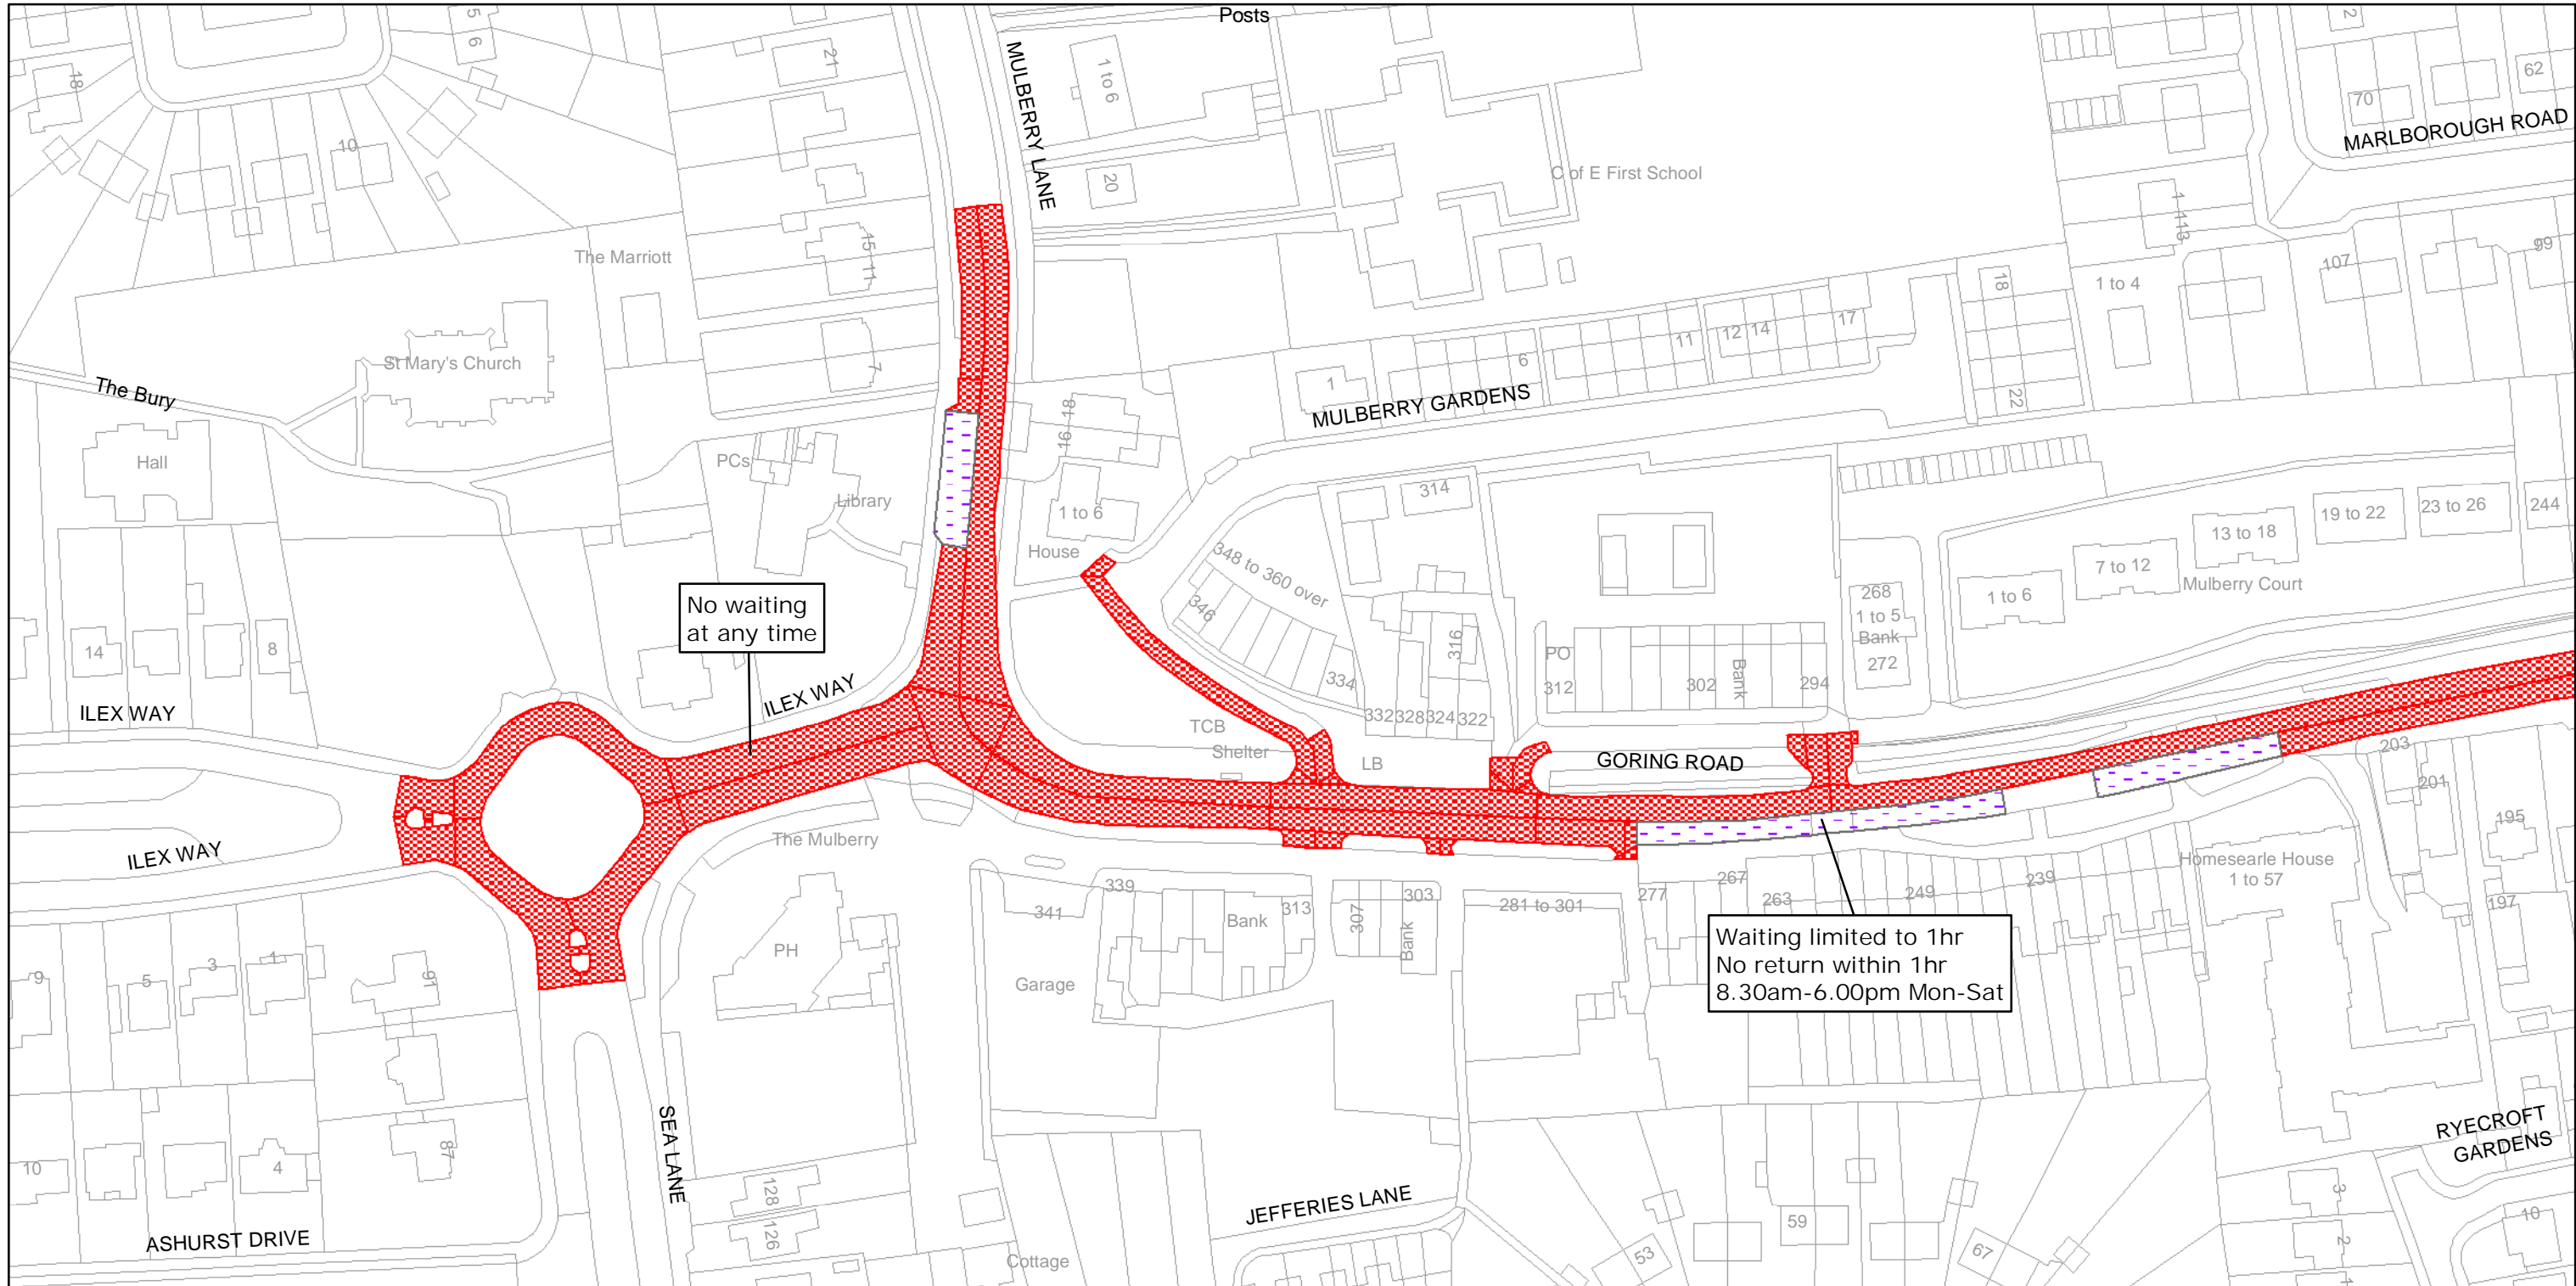 Posts
5
6
18
21
MULBERRY LANE
1 to 6
2
62
70
MARLBOROUGH ROAD
10
20
C of E First School
The Marriott
15
11
1
113
99
107
1 to 4
18
17
12 14
11
6
1
MULBERRY GARDENS
22
St Mary's Church
7
The Bury
16
18
Hall
PCs
Library
1 to 6
House
314
348 to 360 over
346
334
316
332 328 324 322
PO
312
302
Bank
294
268
1 to 5
Bank
272
1 to 6
7 to 12
13 to 18
19 to 22
23 to 26
244
Mulberry Court
No waiting
at any time
14
8
ILEX WAY
ILEX WAY
ILEX WAY
TCB
Shelter
LB
GORING ROAD
203
201
195
197
The Mulberry
PH
341
339
Bank
313
307
303
Bank
281 to 301
277
267
263
249
239
Homesearle House
1 to 57
Garage
Waiting limited to 1hr
No return within 1hr
8.30am-6.00pm Mon-Sat
9
5
3
1
91
87
10
4
ASHURST DRIVE
SEA LANE
128
126
Cottage
JEFFERIES LANE
53
59
67
RYECROFT
GARDENS
3
2
1
10